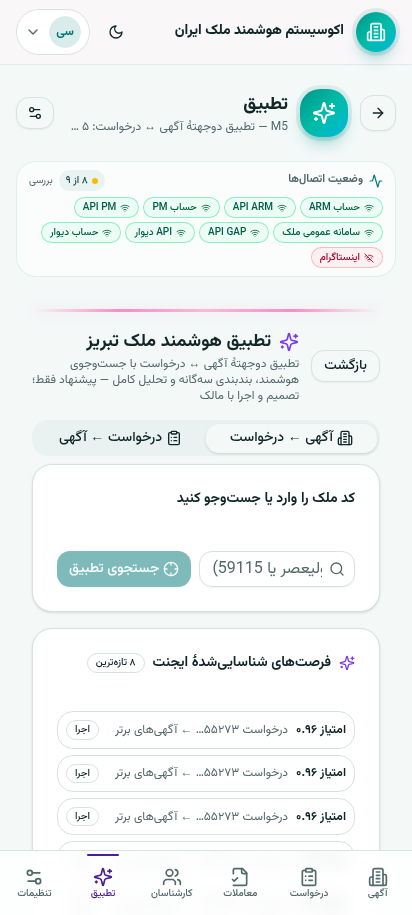 اکوسیستم هوشمند ملک ایران
سی
تطبیق
M5 — تطبیق دوجهتهٔ آگهی ↔ درخواست: ۵ ...
وضعیت اتصال‌ها
۸ از ۹
بررسی
حساب ARM
API ARM
حساب PM
API PM
سامانه عمومی ملک
API GAP
API دیوار
حساب دیوار
اینستاگرام
تطبیق هوشمند ملک تبریز
بازگشت
تطبیق دوجهتهٔ آگهی ↔ درخواست با جست‌وجوی
هوشمند، بندبندی سه‌گانه و تحلیل کامل — پیشنهاد فقط؛
تصمیم و اجرا با مالک
آگهی ← درخواست
درخواست ← آگهی
کد ملک را وارد یا جست‌وجو کنید
ولیعصر یا 59115)
جستجوی تطبیق
فرصت‌های شناسایی‌شدهٔ ایجنت
۸ تازه‌ترین
امتیاز ۰.۹۶ درخواست ۵۵۲۷۳... ← آگهی‌های برتر اجرا
امتیاز ۰.۹۶ درخواست ۵۵۲۷۳... ← آگهی‌های برتر اجرا
امتیاز ۰.۹۶ درخواست ۵۵۲۷۳... ← آگهی‌های برتر اجرا
آگهی
درخواست
معاملات
کارشناسان
تطبیق
تنظیمات